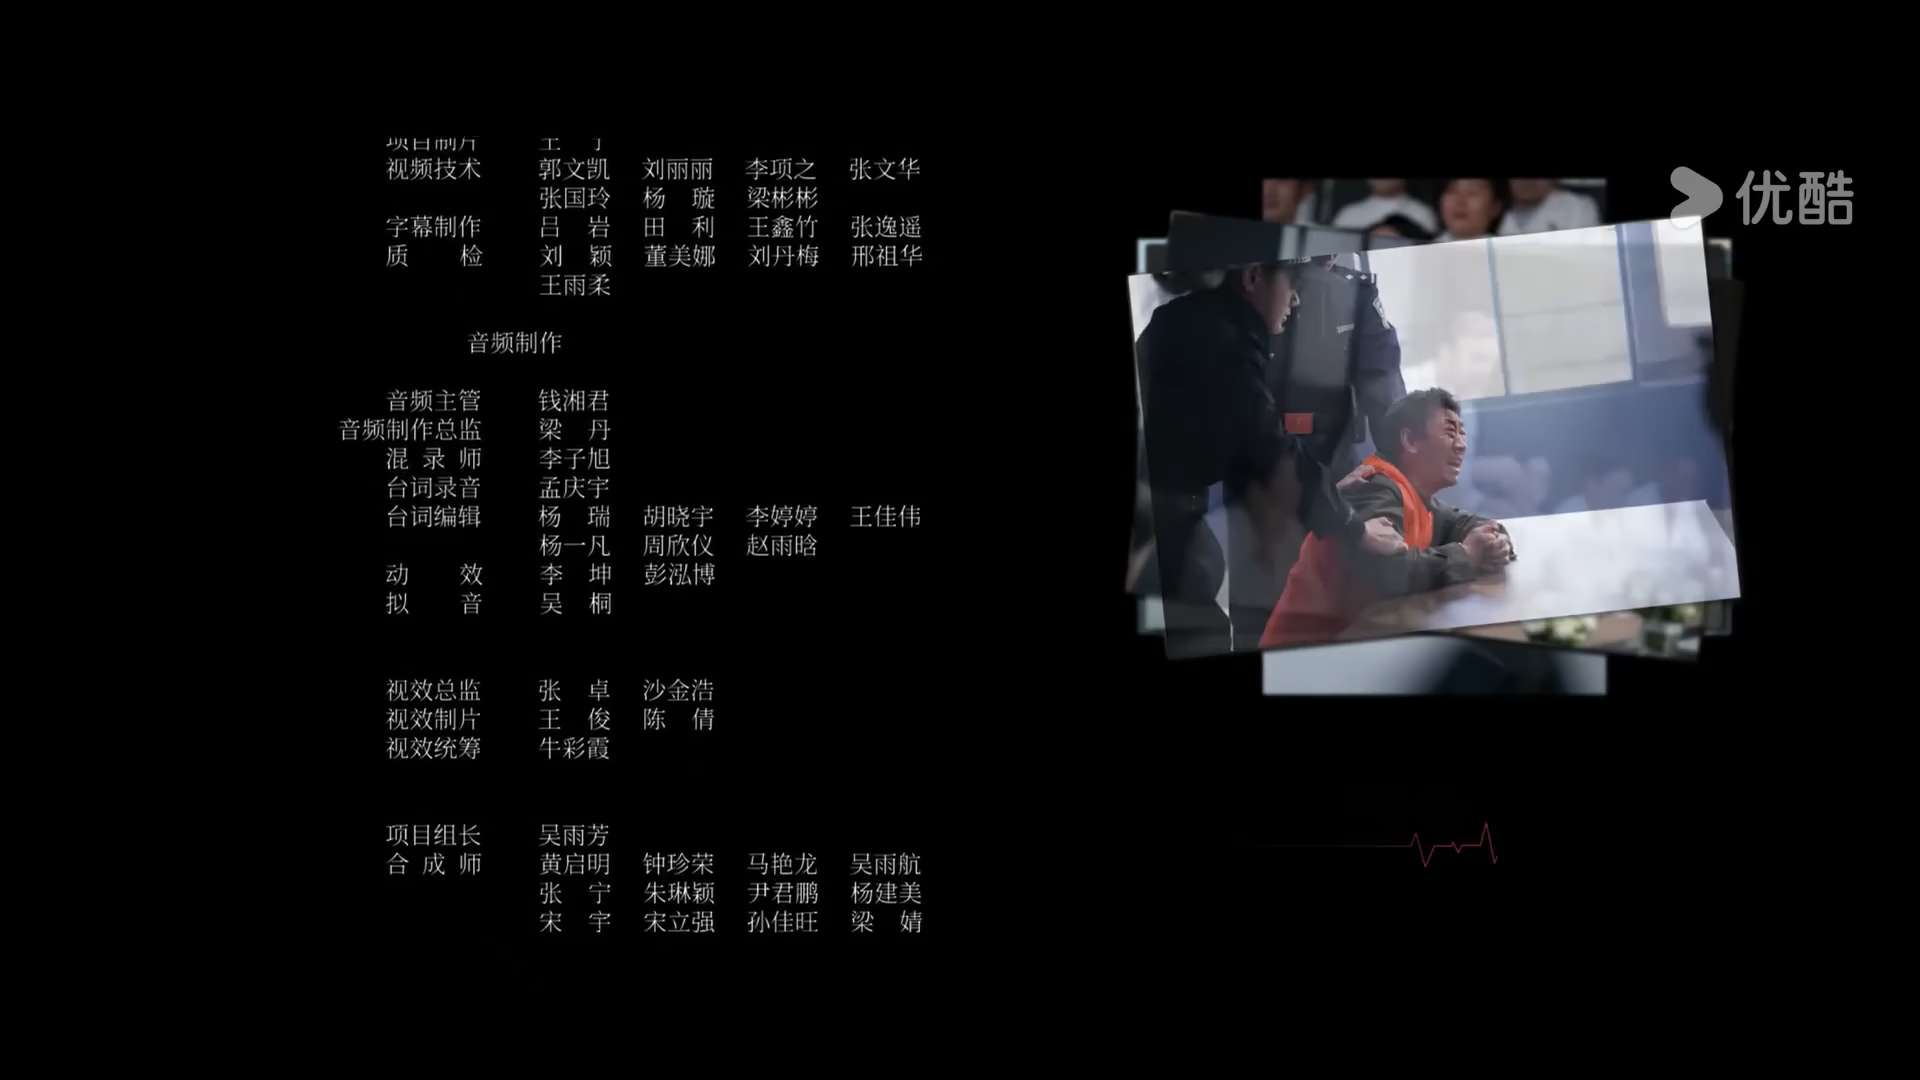 项目制片 王 宁
视频技术 郭文凯 刘丽丽 李项之 张文华
张国玲 杨 璇 梁彬彬
字幕制作 吕 岩 田 利 王鑫竹 张逸遥
质 检 刘 颖 董美娜 刘丹梅 邢祖华
王雨柔
音频制作
音频主管 钱湘君
音频制作总监 梁 丹
混 录 师 李子旭
台词录音 孟庆宇
台词编辑 杨 瑞 胡晓宇 李婷婷 王佳伟
杨一凡 周欣仪 赵雨晗
动 效 李 坤 彭泓博
拟 音 吴 桐
视效总监 张 卓 沙金浩
视效制片 王 俊 陈 倩
视效统筹 牛彩霞
项目组长 吴雨芳
合 成 师 黄启明 钟珍荣 马艳龙 吴雨航
张 宁 朱琳颖 尹君鹏 杨建美
宋 宇 宋立强 孙佳旺 梁 婧
优酷